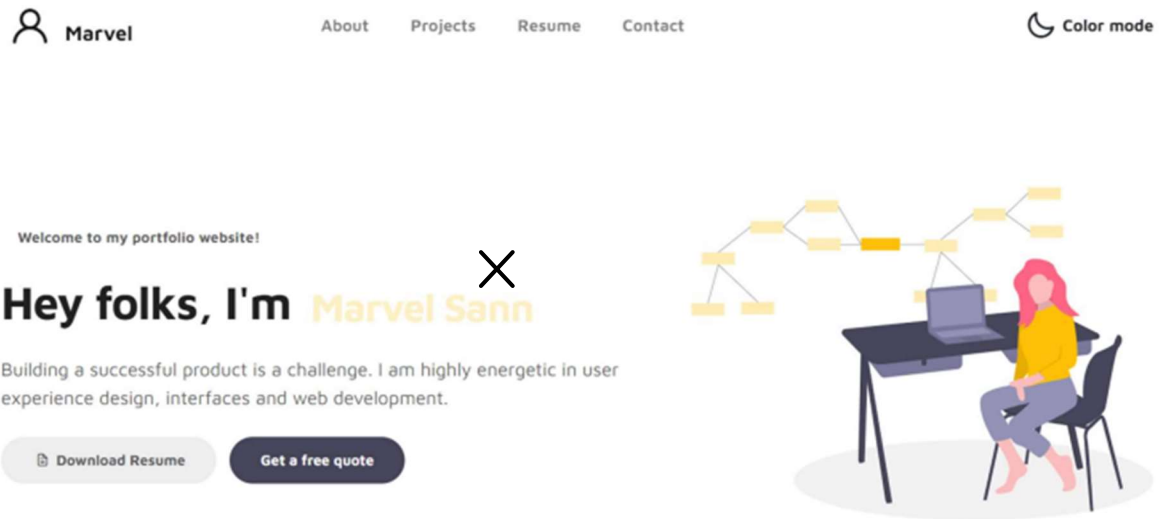 Marvel
About Projects Resume Contact
Color mode
Welcome to my portfolio website!
Hey folks, I'm Marvel Sann
Building a successful product is a challenge. I am highly energetic in user
experience design, interfaces and web development.
Download Resume
Get a free quote